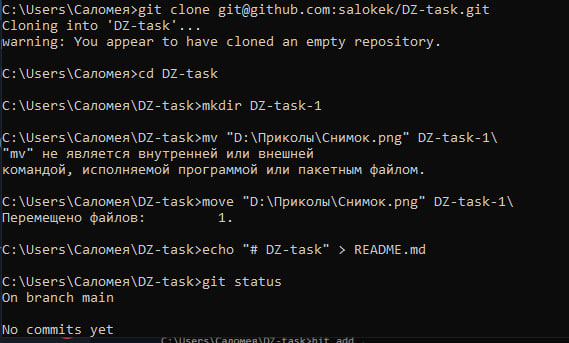 C:\Users\Саломея>git clone git@github.com:salokek/DZ-task.git
Cloning into 'DZ-task'...
warning: You appear to have cloned an empty repository.
C:\Users\Саломея>cd DZ-task
C:\Users\Саломея\DZ-task>mkdir DZ-task-1
C:\Users\Саломея\DZ-task>mv "D:\Приколы\Снимок.png" DZ-task-1\
"mv" не является внутренней или внешней
командой, исполняемой программой или пакетным файлом.
C:\Users\Саломея\DZ-task>move "D:\Приколы\Снимок.png" DZ-task-1\
Перемещено файлов:         1.
C:\Users\Саломея\DZ-task>echo "# DZ-task" > README.md
C:\Users\Саломея\DZ-task>git status
On branch main
No commits yet
C:\Users\Саломея\DZ-task>hit add